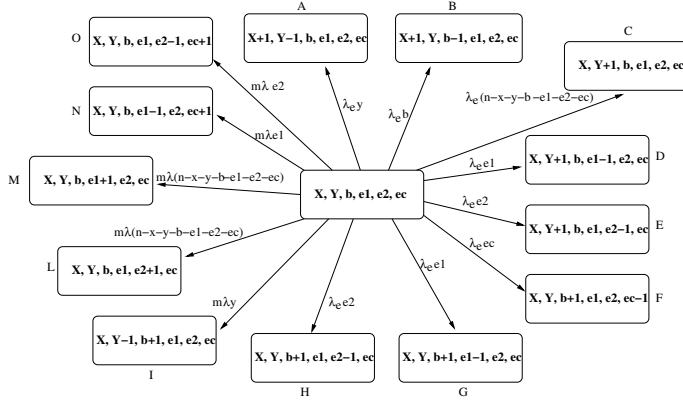 A
B
O
X, Y, b, e1, e2−1, ec+1
X+1, Y−1, b, e1, e2, ec
X+1, Y, b−1, e1, e2, ec
C
X, Y+1, b, e1, e2, ec
mλ e2
λe y
λe b
λe (n−x−y−b−e1−e2−ec)
N
X, Y, b, e1−1, e2, ec+1
mλe1
λe e1
X, Y+1, b, e1−1, e2, ec
D
M
X, Y, b, e1+1, e2, ec
mλ(n−x−y−b−e1−e2−ec)
X, Y, b, e1, e2, ec
λe e2
X, Y+1, b, e1, e2−1, ec
E
mλ(n−x−y−b−e1−e2−ec)
λe ec
L
X, Y, b, e1, e2+1, ec
λe e1
mλy
λe e2
X, Y, b+1, e1, e2, ec−1
F
X, Y−1, b+1, e1, e2, ec
X, Y, b+1, e1, e2−1, ec
X, Y, b+1, e1−1, e2, ec
I
H
G